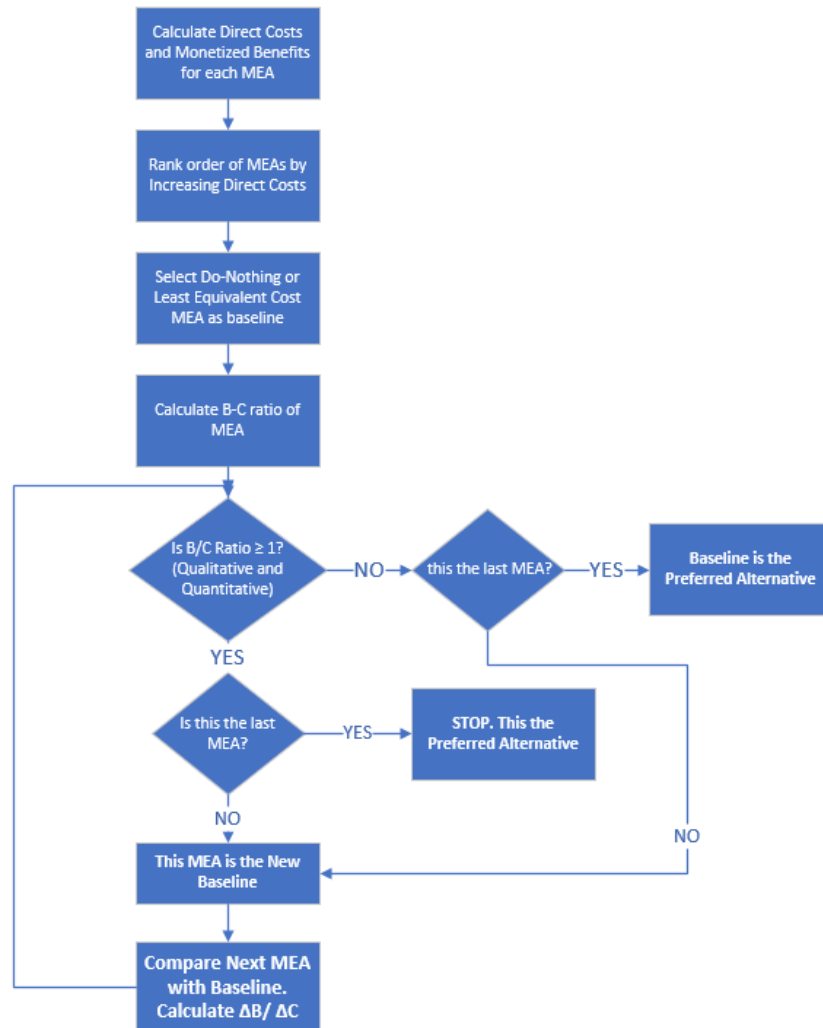 Calculate Direct Costs
and Monetized Benefits
for each MEA
Rank order of MEAs by
Increasing Direct Costs
Select Do-Nothing or
Least Equivalent Cost
MEA as baseline
Calculate B-C ratio of
MEA
Is B/C Ratio ≥ 1?
(Qualitative and
Quantitative)
NO
this the last MEA?
YES
Baseline is the
Preferred Alternative
YES
Is this the last
MEA?
YES
STOP. This the
Preferred Alternative
NO
NO
This MEA is the New
Baseline
Compare Next MEA
with Baseline.
Calculate ΔB/ ΔC